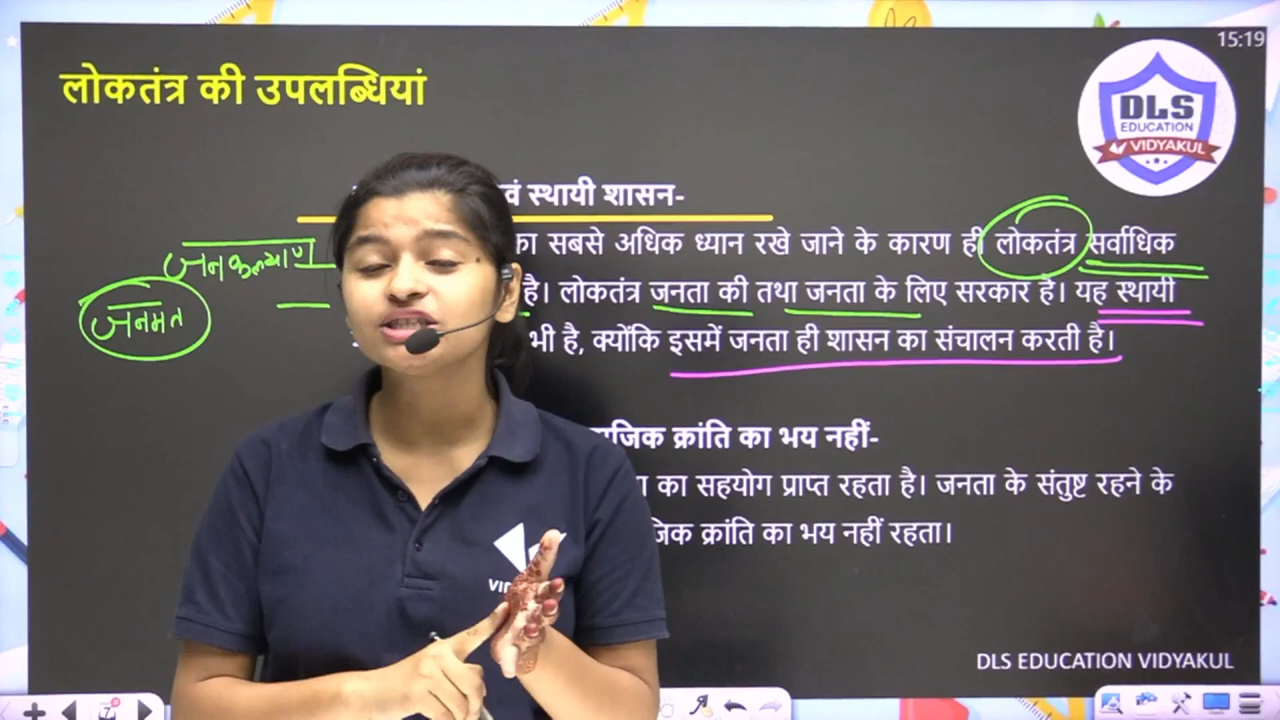 15:19
लोकतंत्र की उपलब्धियां
DLS
EDUCATION
VIDYAKUL
स्थायी शासन-
का सबसे अधिक ध्यान रखे जाने के कारण ही लोकतंत्र सर्वाधिक
जनकल्याण
है। लोकतंत्र जनता की तथा जनता के लिए सरकार है। यह स्थायी
जनमत
भी है, क्योंकि इसमें जनता ही शासन का संचालन करती है।
क्रांति का भय नहीं-
का सहयोग प्राप्त रहता है। जनता के संतुष्ट रहने के
क्रांति का भय नहीं रहता।
DLS EDUCATION VIDYAKUL